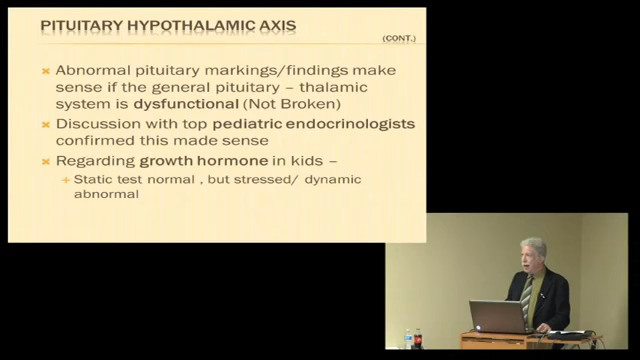 PITUITARY HYPOTHALAMIC AXIS
(CONT.)
Abnormal pituitary markings/findings make
sense if the general pituitary – thalamic
system is dysfunctional (Not Broken)
Discussion with top pediatric endocrinologists
confirmed this made sense
Regarding growth hormone in kids –
Static test normal , but stressed/ dynamic
abnormal